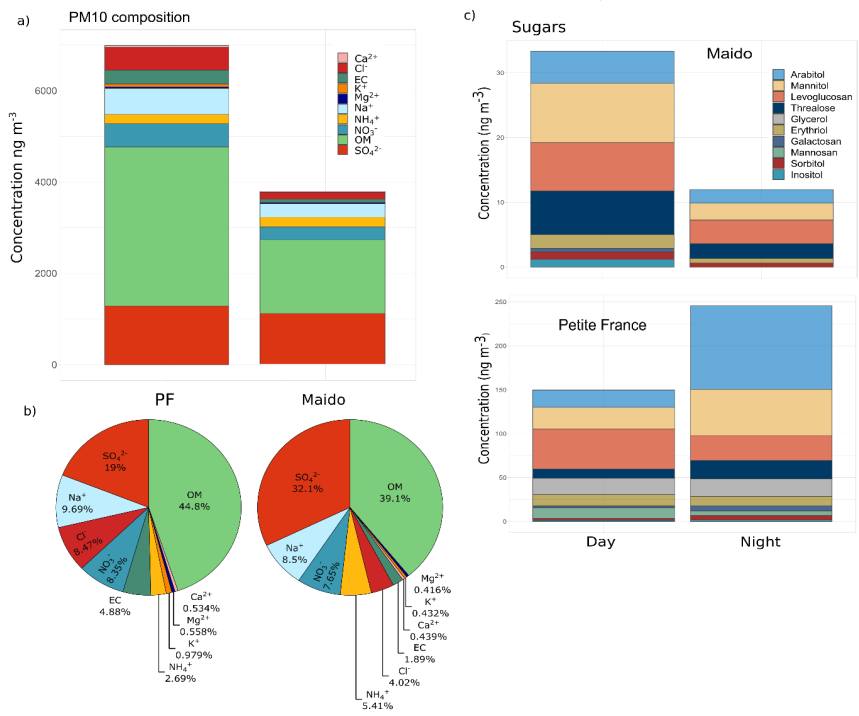 a)
PM10 composition
Concentration ng m⁻³
6000
4000
2000
0
Ca²⁺
Cl⁻
EC
K⁺
Mg²⁺
Na⁺
NH₄⁺
NO₃⁻
OM
SO₄²⁻
b)
PF
Maido
SO₄²⁻
19%
OM
44.8%
Na⁺
9.69%
Cl⁻
8.47%
NO₃⁻
8.35%
EC
4.88%
Ca²⁺
0.534%
Mg²⁺
0.558%
K⁺
0.979%
NH₄⁺
2.69%
SO₄²⁻
32.1%
OM
39.1%
Na⁺
8.5%
NO₃⁻
7.65%
Mg²⁺
0.416%
K⁺
0.432%
Ca²⁺
0.439%
EC
1.89%
Cl⁻
4.02%
NH₄⁺
5.41%
c)
Sugars
Maido
Concentration (ng m⁻³)
30
20
10
0
Arabitol
Mannitol
Levoglucosan
Threalose
Glycerol
Erythriol
Galactosan
Mannosan
Sorbitol
Inositol
Petite France
Concentration (ng m⁻³)
250
200
150
100
50
0
Day
Night